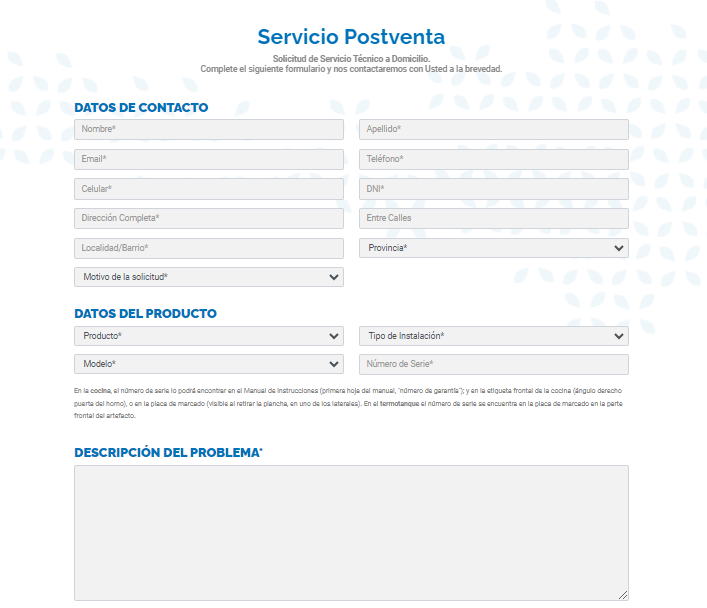 Servicio Postventa
Solicitud de Servicio Técnico a Domicilio.
Complete el siguiente formulario y nos contactaremos con Usted a la brevedad.
DATOS DE CONTACTO
Nombre*
Apellido*
Email*
Teléfono*
Celular*
DNI*
Dirección Completa*
Entre Calles
Localidad/Barrio*
Provincia*
Motivo de la solicitud*
DATOS DEL PRODUCTO
Producto*
Tipo de Instalación*
Modelo*
Número de Serie*
En la cocina, el número de serie lo podrá encontrar en el Manual de Instrucciones (primera hoja del manual, "número de garantía"); y en la etiqueta frontal de la cocina (ángulo derecho
puerta del horno), o en la placa de marcado (visible al retirar la plancha, en uno de los laterales). En el termotanque el número de serie se encuentra en la placa de marcado en la parte
frontal del artefacto.
DESCRIPCIÓN DEL PROBLEMA*